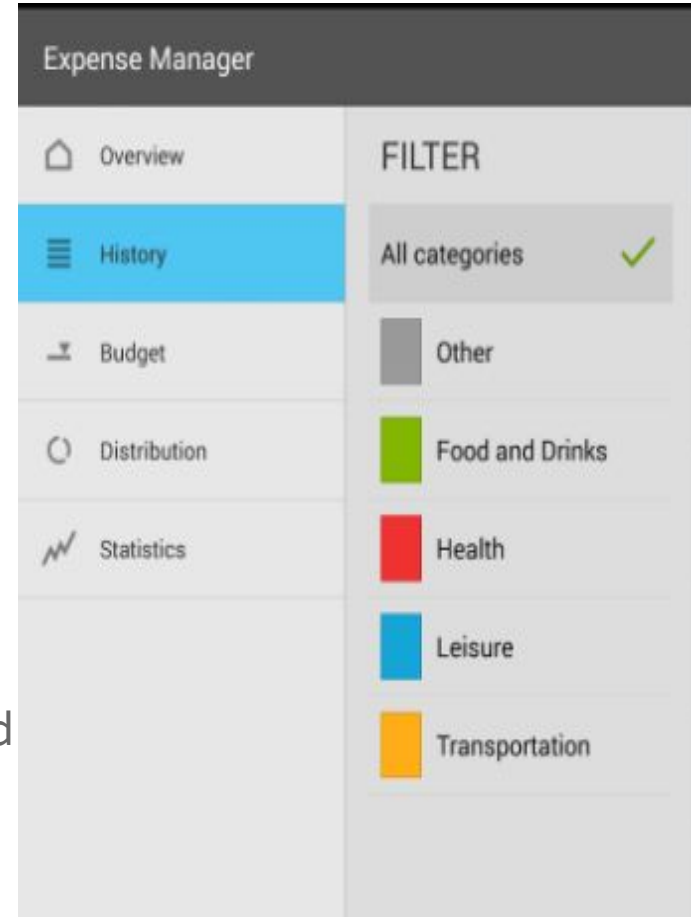 Expense Manager
Overview
History
Budget
Distribution
Statistics
d
FILTER
All categories
Other
Food and Drinks
Health
Leisure
Transportation